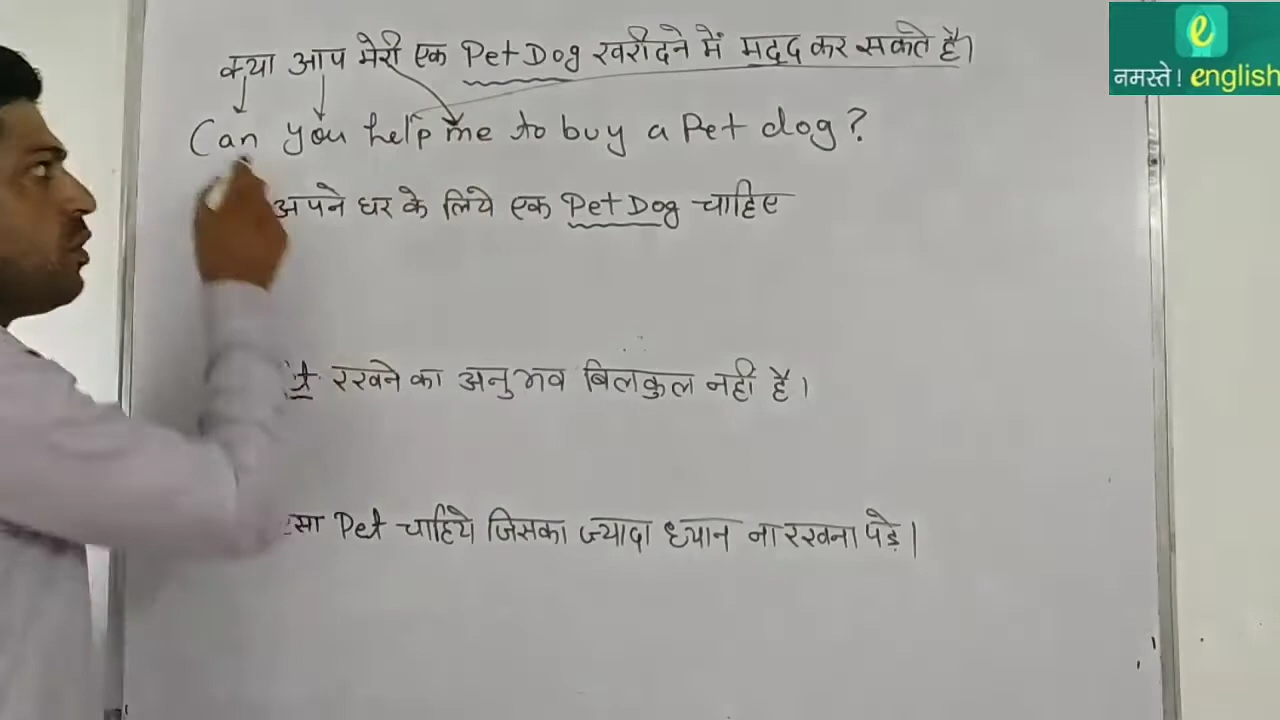 क्या आप मेरी एक Pet Dog खरीदने में मदद कर सकते है।
Can you help me to buy a Pet dog?
अपने घर के लिये एक Pet Dog चाहिए
रखने का अनुभव बिलकुल नही है।
Pet चाहिये जिसका ज्यादा ध्यान ना रखना पड़े।
e
नमस्ते! english